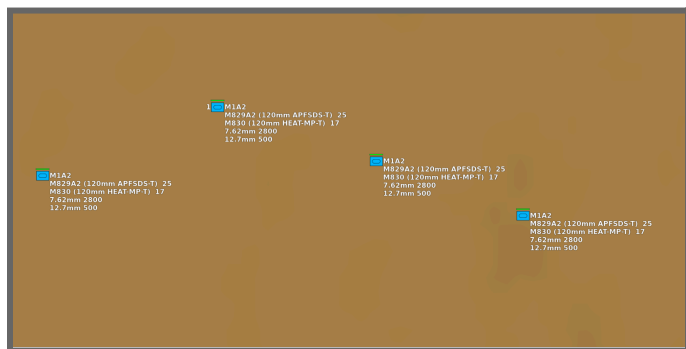 1 M1A2
M829A2 (120mm APFSDS-T) 25
M830 (120mm HEAT-MP-T) 17
7.62mm 2800
12.7mm 500
M1A2
M829A2 (120mm APFSDS-T) 25
M830 (120mm HEAT-MP-T) 17
7.62mm 2800
12.7mm 500
M1A2
M829A2 (120mm APFSDS-T) 25
M830 (120mm HEAT-MP-T) 17
7.62mm 2800
12.7mm 500
M1A2
M829A2 (120mm APFSDS-T) 25
M830 (120mm HEAT-MP-T) 17
7.62mm 2800
12.7mm 500